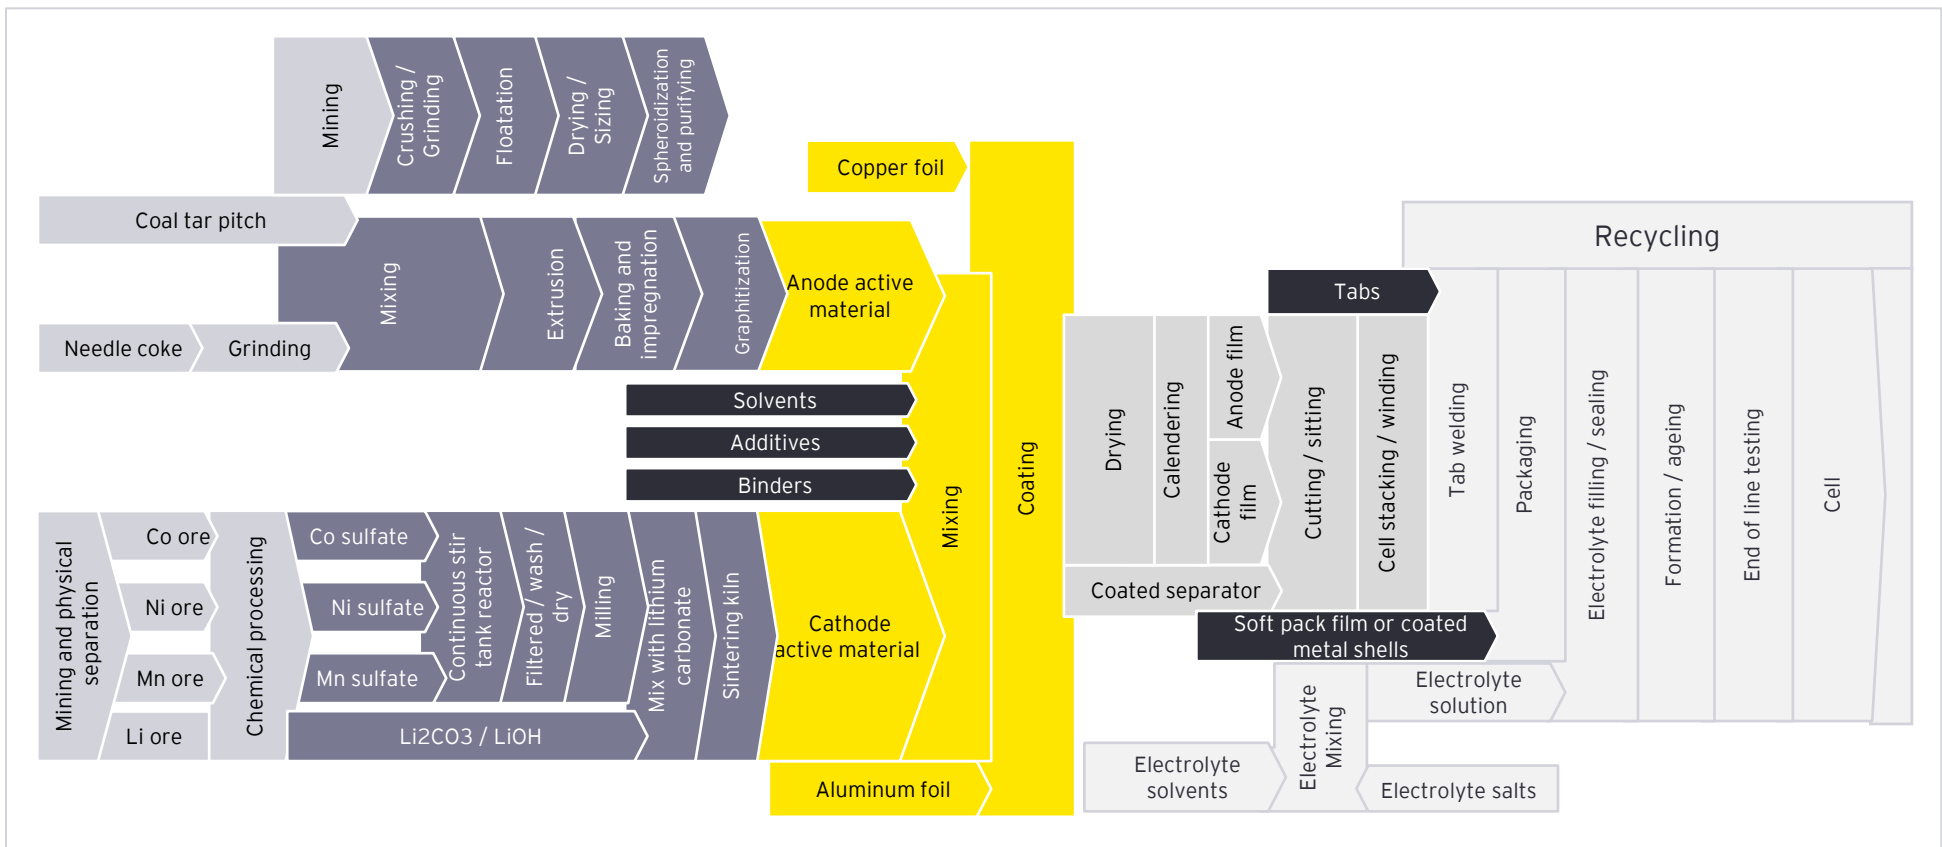 Mining
Crushing /
Grinding
Floatation
Drying /
Sizing
Spheroidization
and purifying
Coal tar pitch
Needle coke
Grinding
Mixing
Extrusion
Baking and
impregnation
Graphitization
Anode active
material
Copper foil
Solvents
Additives
Binders
Mining and physical
separation
Co ore
Ni ore
Mn ore
Li ore
Chemical processing
Co sulfate
Ni sulfate
Mn sulfate
Li2CO3 / LiOH
Continuous stir
tank reactor
Filtered / wash /
dry
Milling
Mix with lithium
carbonate
Sintering kiln
Cathode
active material
Mixing
Aluminum foil
Coating
Drying
Calendering
Anode film
Cathode
film
Coated separator
Cutting / sitting
Cell stacking / winding
Tabs
Soft pack film or coated
metal shells
Recycling
Tab welding
Packaging
Electrolyte filling / sealing
Formation / ageing
End of line testing
Cell
Electrolyte
solution
Electrolyte
Mixing
Electrolyte
solvents
Electrolyte salts